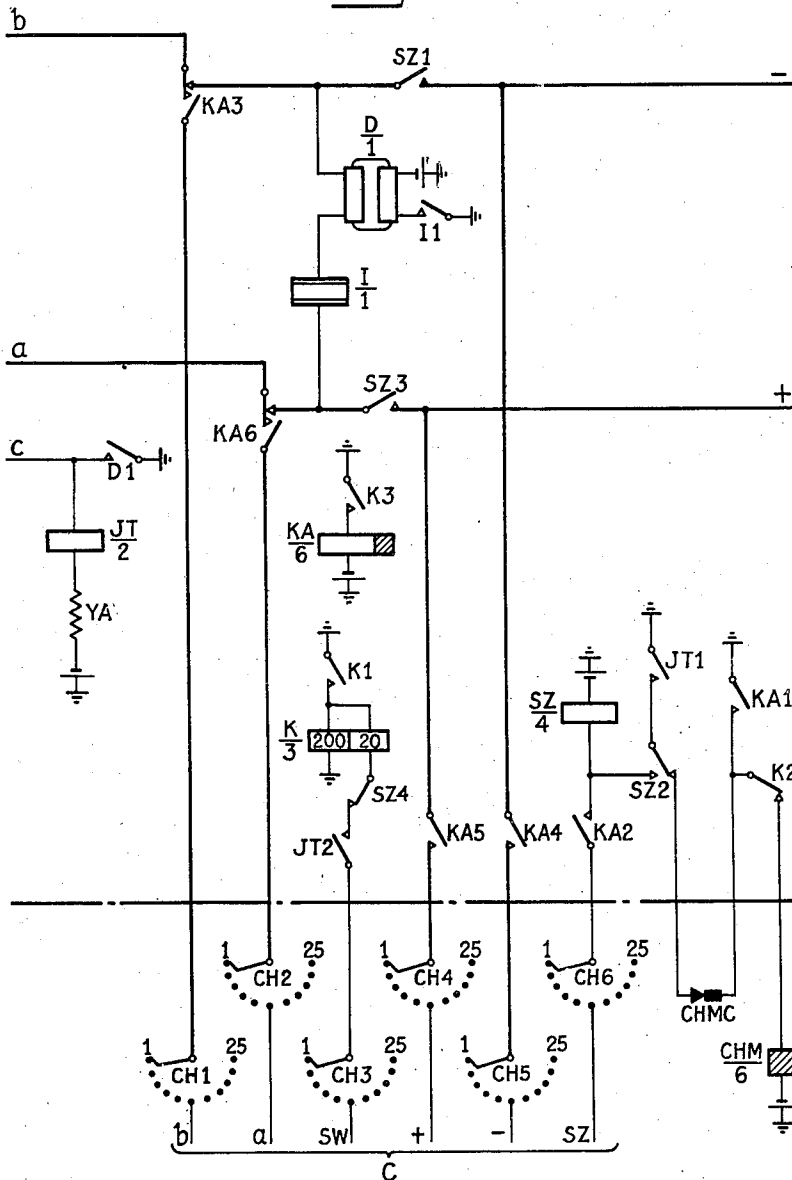 b
SZ1
-
KA3
D
1
I1
I
1
a
SZ3
+
KA6
c
D1
K3
JT
2
KA
6
YA
K1
JT1
SZ
4
KA1
K
3
200 20
SZ4
SZ2
K2
JT2
KA5
KA4
KA2
1 25
CH2
1 25
CH4
1 25
CH6
CHMC
1 25
CH1
1 25
CH3
1 25
CH5
CHM
6
b a SW + - SZ
C